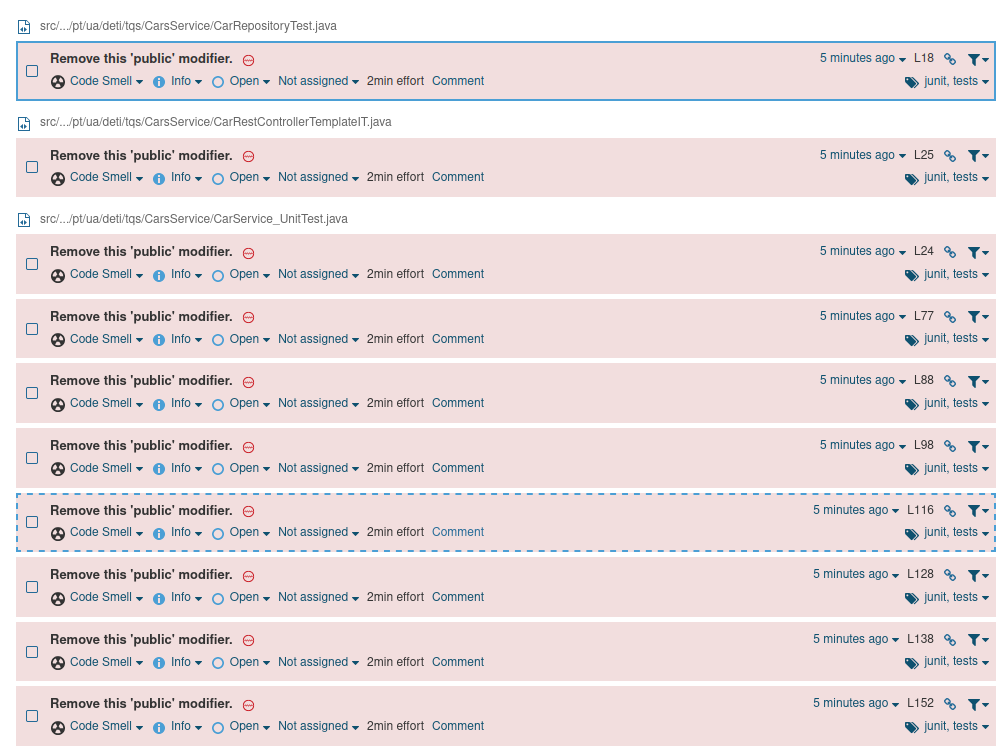 src/.../pt/ua/deti/tqs/CarsService/CarRepositoryTest.java
Remove this 'public' modifier. 5 minutes ago L18
Code Smell Info Open Not assigned 2min effort Comment junit, tests
src/.../pt/ua/deti/tqs/CarsService/CarRestControllerTemplateIT.java
Remove this 'public' modifier. 5 minutes ago L25
Code Smell Info Open Not assigned 2min effort Comment junit, tests
src/.../pt/ua/deti/tqs/CarsService/CarService_UnitTest.java
Remove this 'public' modifier. 5 minutes ago L24
Code Smell Info Open Not assigned 2min effort Comment junit, tests
Remove this 'public' modifier. 5 minutes ago L77
Code Smell Info Open Not assigned 2min effort Comment junit, tests
Remove this 'public' modifier. 5 minutes ago L88
Code Smell Info Open Not assigned 2min effort Comment junit, tests
Remove this 'public' modifier. 5 minutes ago L98
Code Smell Info Open Not assigned 2min effort Comment junit, tests
Remove this 'public' modifier. 5 minutes ago L116
Code Smell Info Open Not assigned 2min effort Comment junit, tests
Remove this 'public' modifier. 5 minutes ago L128
Code Smell Info Open Not assigned 2min effort Comment junit, tests
Remove this 'public' modifier. 5 minutes ago L138
Code Smell Info Open Not assigned 2min effort Comment junit, tests
Remove this 'public' modifier. 5 minutes ago L152
Code Smell Info Open Not assigned 2min effort Comment junit, tests